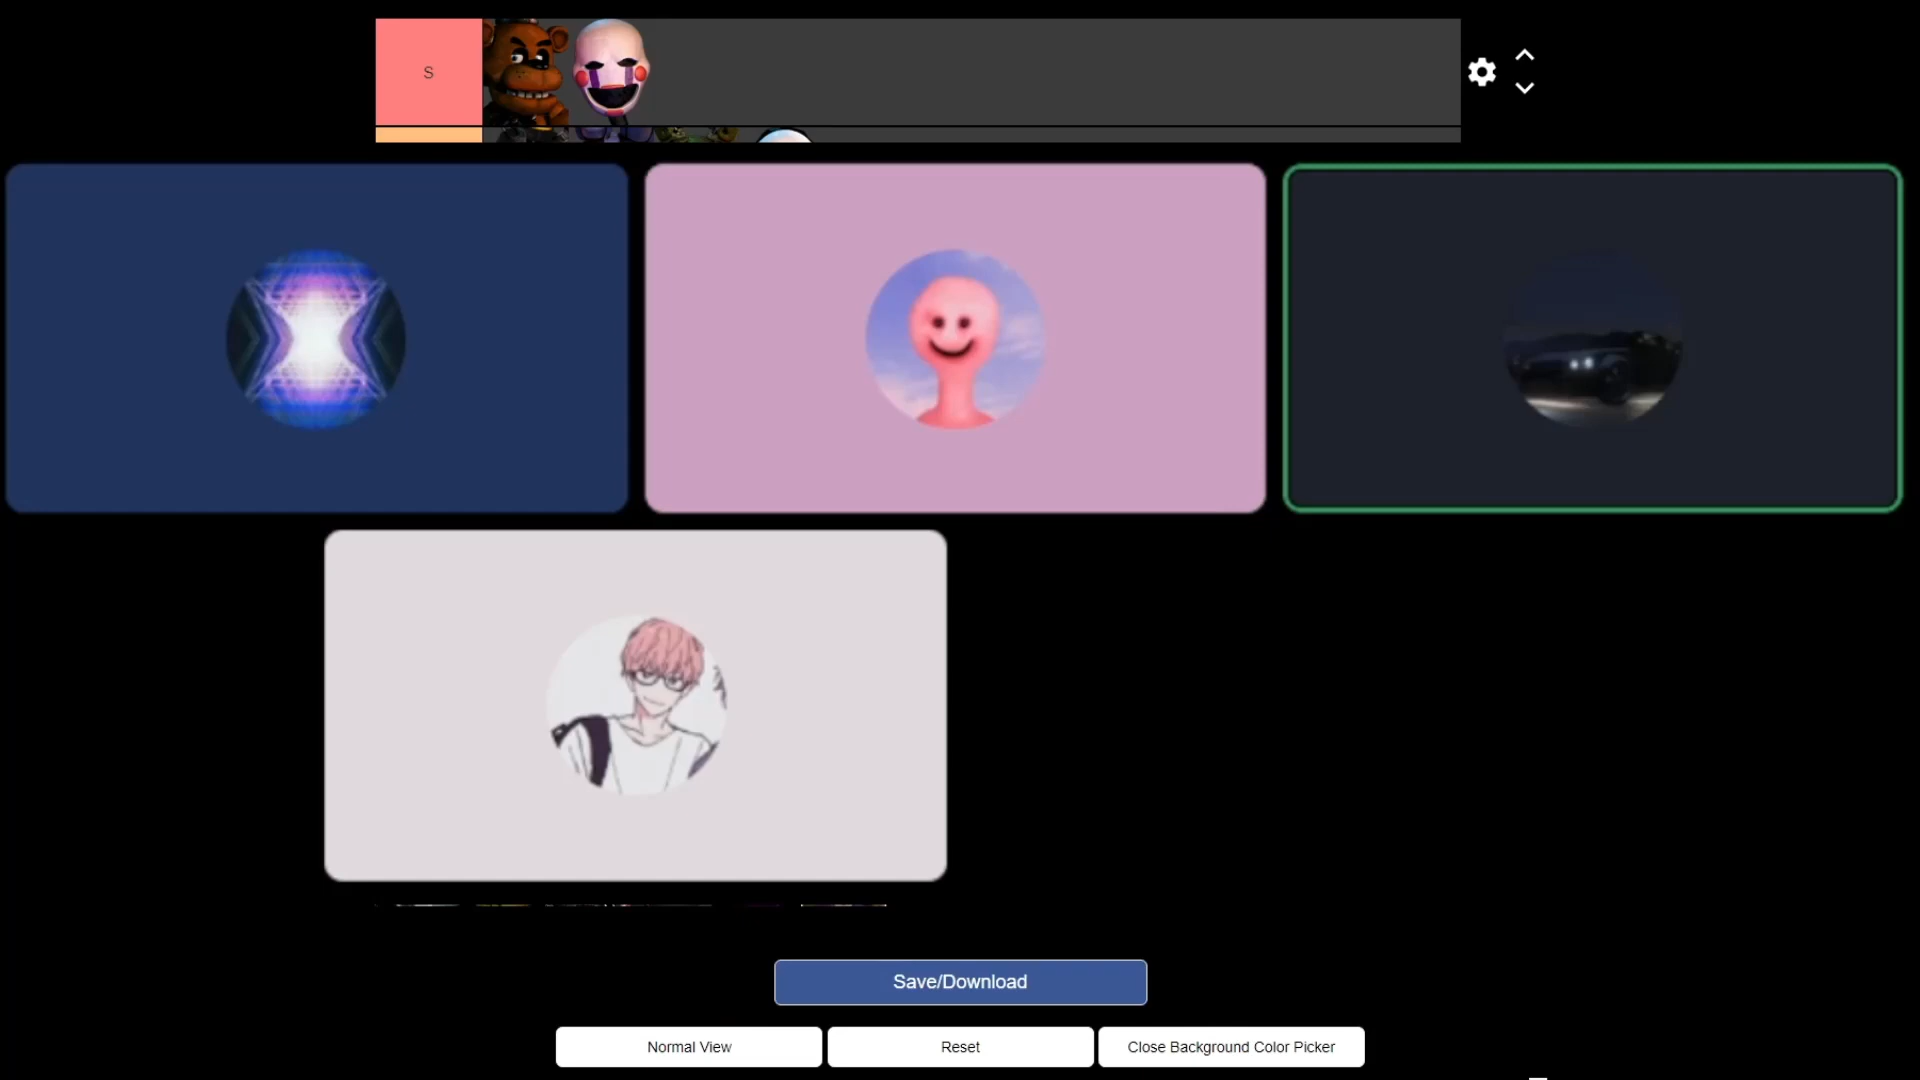 S
Save/Download
Normal View
Reset
Close Background Color Picker